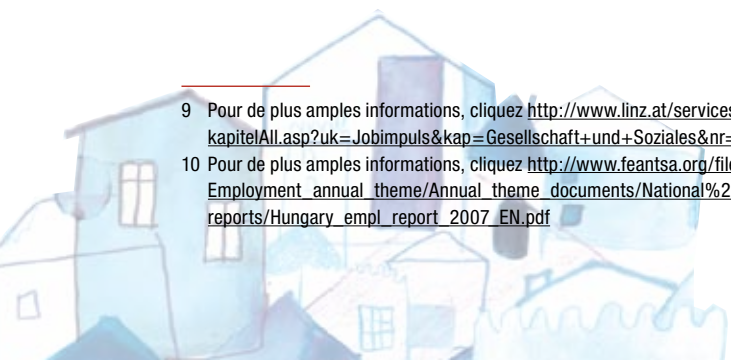 9 Pour de plus amples informations, cliquez http://www.linz.at/services
kapitelAll.asp?uk=Jobimpuls&kap=Gesellschaft+und+Soziales&nr=
10 Pour de plus amples informations, cliquez http://www.feantsa.org/file
Employment_annual_theme/Annual_theme_documents/National%2
reports/Hungary_empl_report_2007_EN.pdf